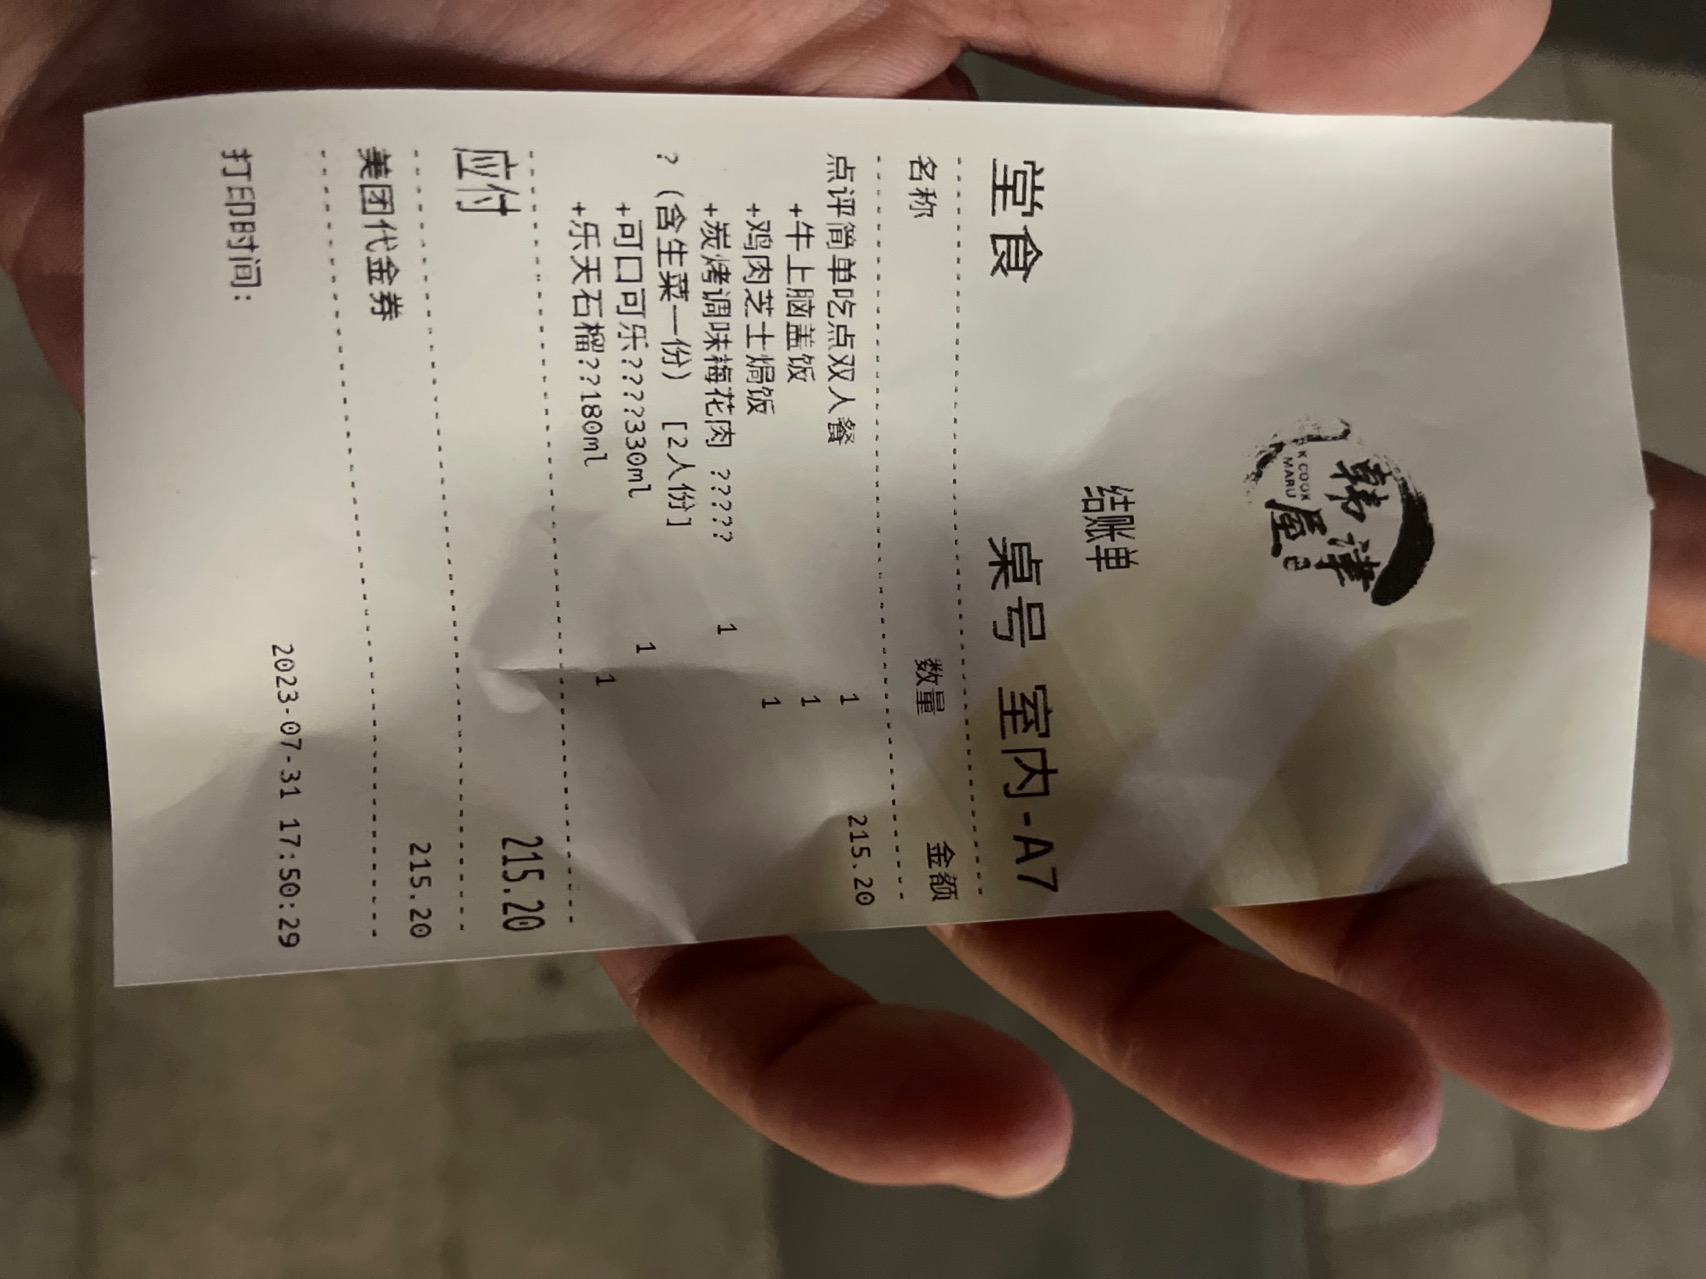 韩津
屋
K COOK
MARU
结账单
堂食 桌号 室内-A7
名称 数量 金额
点评简单吃点双人餐 1 215.20
+牛上脑盖饭 1
+鸡肉芝士焗饭 1
+炭烤调味梅花肉 ????? 1
? (含生菜一份) [2人份]
+可口可乐????330ml 1
+乐天石榴??180ml 1
应付 215.20
美团代金券 215.20
打印时间: 2023-07-31 17:50:29